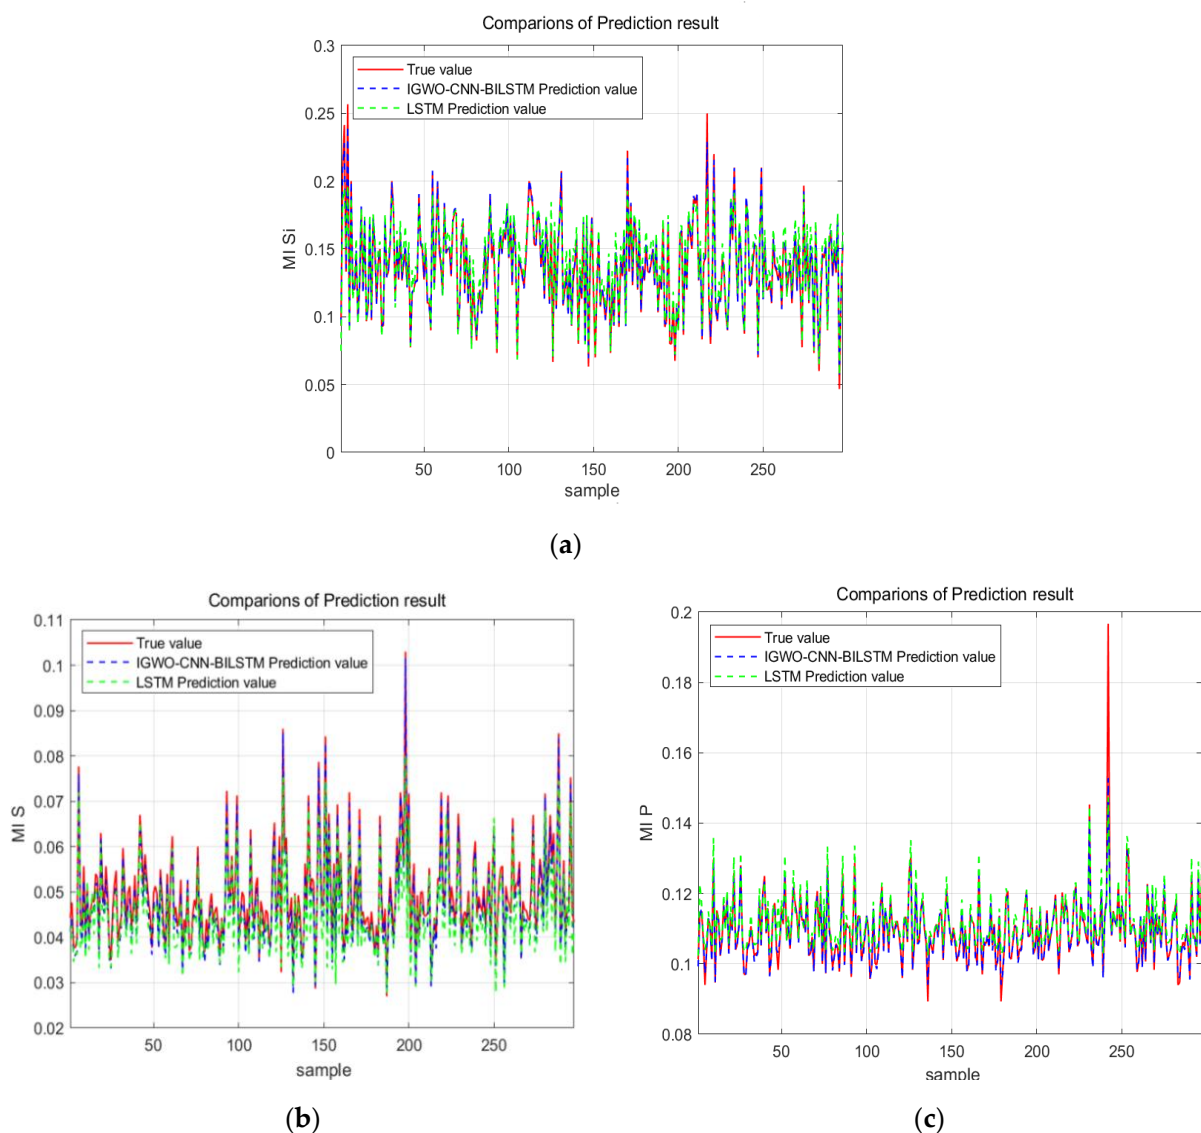 Comparions of Prediction result
0.3
0.25
0.2
0.15
0.1
0.05
0
MI Si
True value
IGWO-CNN-BILSTM Prediction value
LSTM Prediction value
50 100 150 200 250
sample
(a)
Comparions of Prediction result
0.11
0.1
0.09
0.08
0.07
0.06
0.05
0.04
0.03
0.02
MI S
True value
IGWO-CNN-BILSTM Prediction value
LSTM Prediction value
50 100 150 200 250
sample
(b)
Comparions of Prediction result
0.2
0.18
0.16
0.14
0.12
0.1
0.08
MI P
True value
IGWO-CNN-BILSTM Prediction value
LSTM Prediction value
50 100 150 200 250
sample
(c)